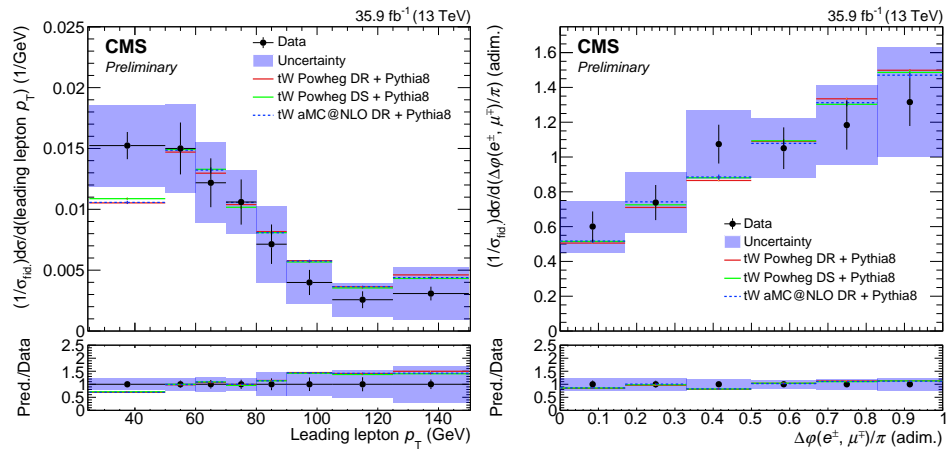 35.9 fb⁻¹ (13 TeV)
CMS
Preliminary
Data
Uncertainty
tW Powheg DR + Pythia8
tW Powheg DS + Pythia8
tW aMC@NLO DR + Pythia8
(1/σfid.)dσ/d(leading lepton pT) (1/GeV)
0.025
0.02
0.015
0.01
0.005
0
Pred./Data
2.5
2
1.5
1
0.5
0
40 60 80 100 120 140
Leading lepton pT (GeV)
35.9 fb⁻¹ (13 TeV)
CMS
Preliminary
(1/σfid.)dσ/d(Δφ(e±, μ∓)/π) (adim.)
1.6
1.4
1.2
1
0.8
0.6
0.4
0.2
0
Data
Uncertainty
tW Powheg DR + Pythia8
tW Powheg DS + Pythia8
tW aMC@NLO DR + Pythia8
Pred./Data
2.5
2
1.5
1
0.5
0
0 0.1 0.2 0.3 0.4 0.5 0.6 0.7 0.8 0.9 1
Δφ(e±, μ∓)/π (adim.)